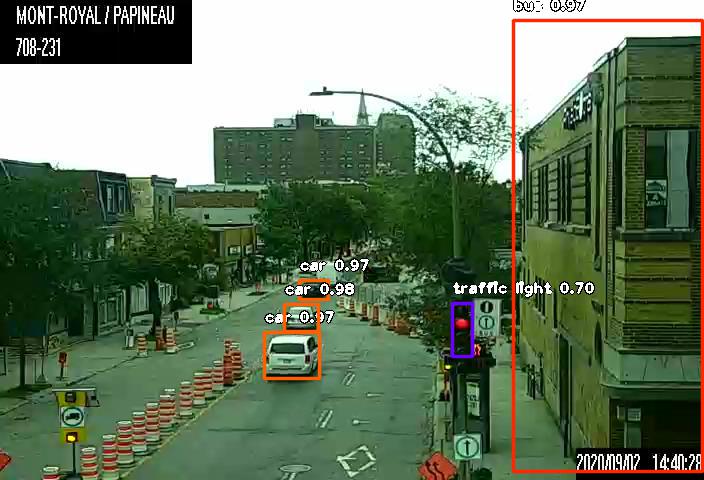 MONT-ROYAL / PAPINEAU
708-231
bus 0.97
car 0.97
car 0.98
car 0.97
traffic light 0.70
BUS
2020/09/02 14:40:28